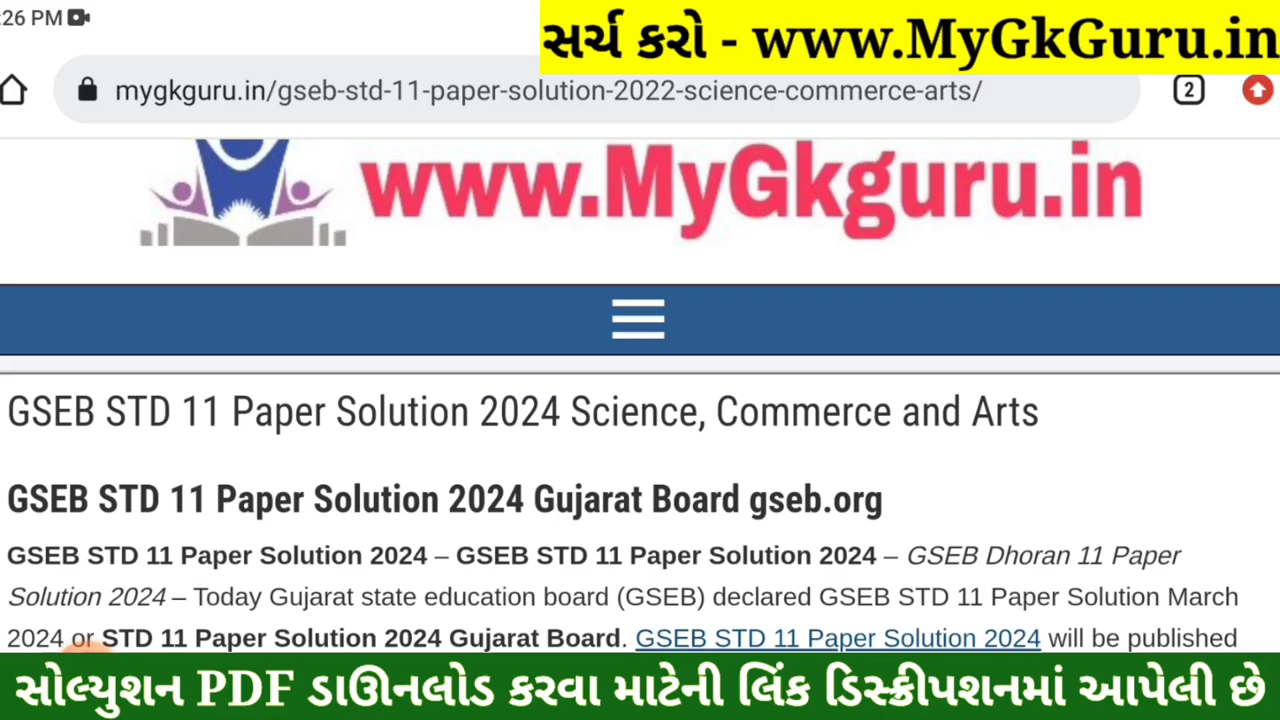 :26 PM
સર્ચ કરો - www.MyGkGuru.in
mygkguru.in/gseb-std-11-paper-solution-2022-science-commerce-arts/
2
www.MyGkguru.in
GSEB STD 11 Paper Solution 2024 Science, Commerce and Arts
GSEB STD 11 Paper Solution 2024 Gujarat Board gseb.org
GSEB STD 11 Paper Solution 2024 – GSEB STD 11 Paper Solution 2024 – GSEB Dhoran 11 Paper
Solution 2024 – Today Gujarat state education board (GSEB) declared GSEB STD 11 Paper Solution March
2024 or STD 11 Paper Solution 2024 Gujarat Board. GSEB STD 11 Paper Solution 2024 will be published
સોલ્યુશન PDF ડાઊનલોડ કરવા માટેની લિંક ડિસ્ક્રીપશનમાં આપેલી છે